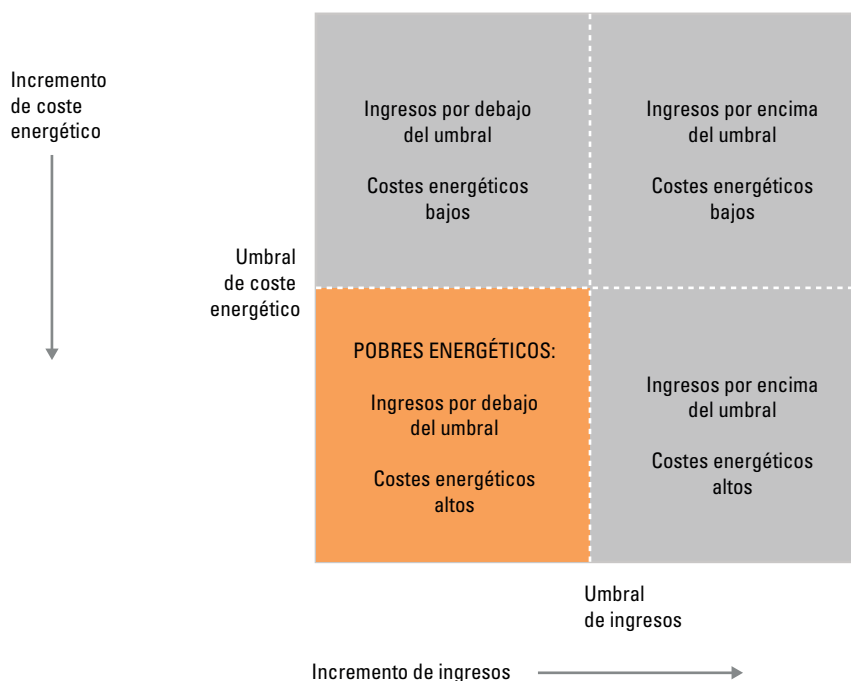 Incremento
de coste
energético
Ingresos por debajo
del umbral
Costes energéticos
bajos
Ingresos por encima
del umbral
Costes energéticos
bajos
Umbral
de coste
energético
POBRES ENERGÉTICOS:
Ingresos por debajo
del umbral
Costes energéticos
altos
Ingresos por encima
del umbral
Costes energéticos
altos
Umbral
de ingresos
Incremento de ingresos